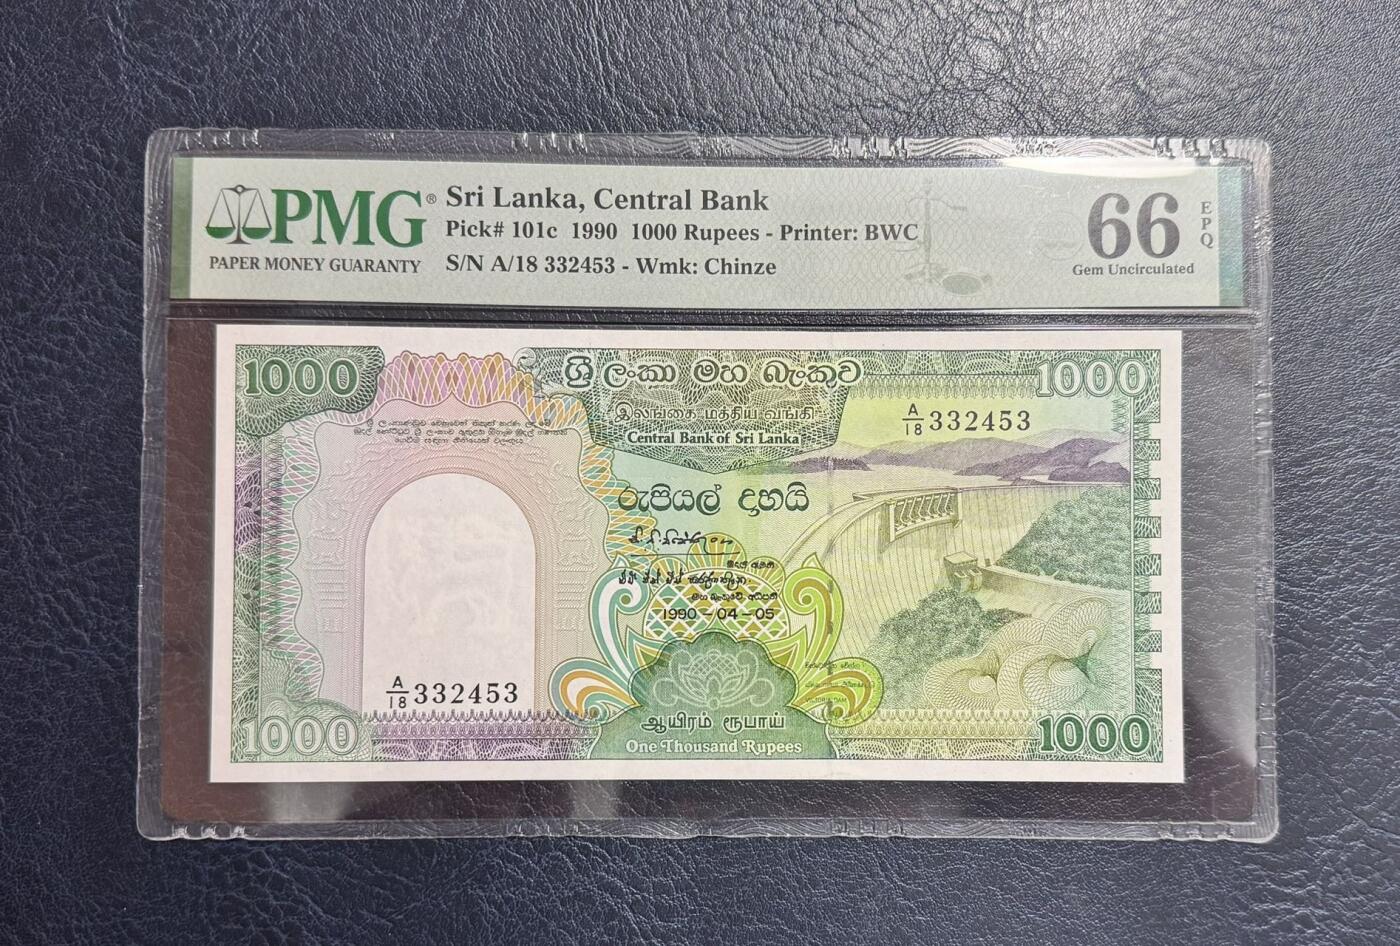 PMG®
PAPER MONEY GUARANTY
Sri Lanka, Central Bank
Pick# 101c 1990 1000 Rupees - Printer: BWC
S/N A/18 332453 - Wmk: Chinze
66
EPQ
Gem Uncirculated
1000
ශ්‍රී ලංකා මහ බැංකුව
1000
இலங்கை மத்திய வங்கி
Central Bank of Sri Lanka
A/18 332453
රුපියල් දාහයි
1990-04-05
A/18 332453
ஆயிரம் ரூபாய்
One Thousand Rupees
1000
1000